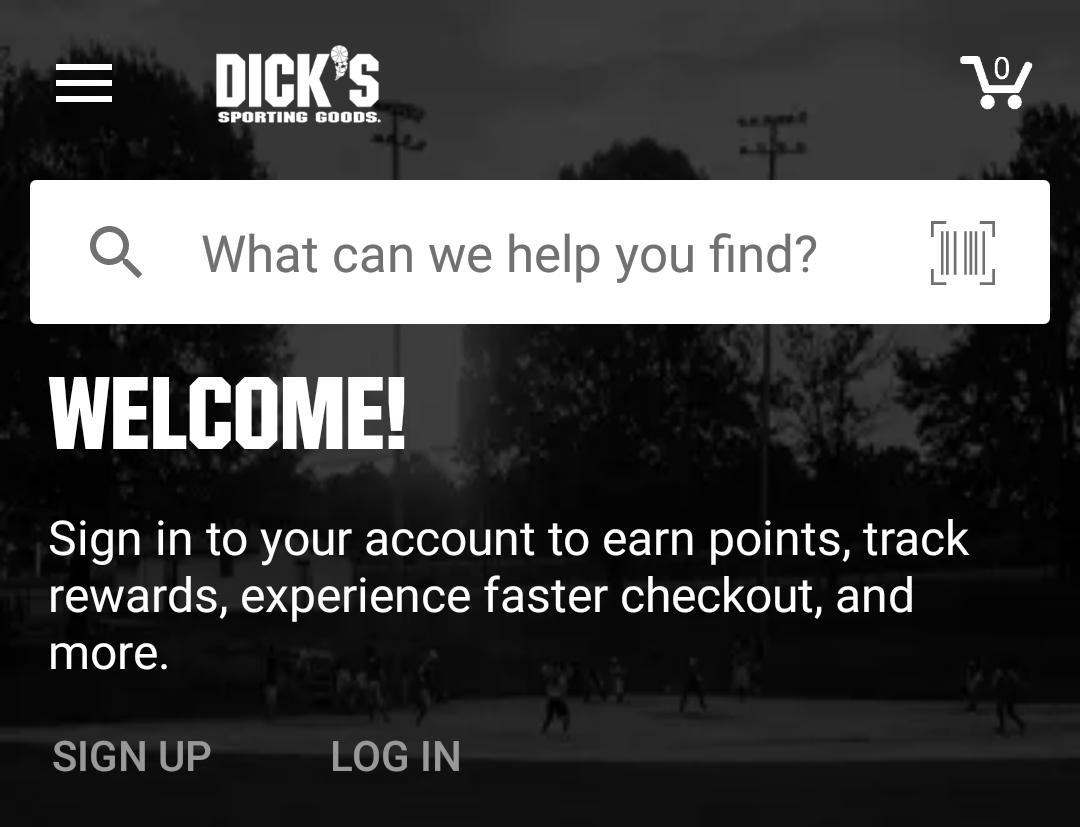 DICK'S
SPORTING GOODS.
0
What can we help you find?
WELCOME!
Sign in to your account to earn points, track
rewards, experience faster checkout, and
more.
SIGN UP LOG IN